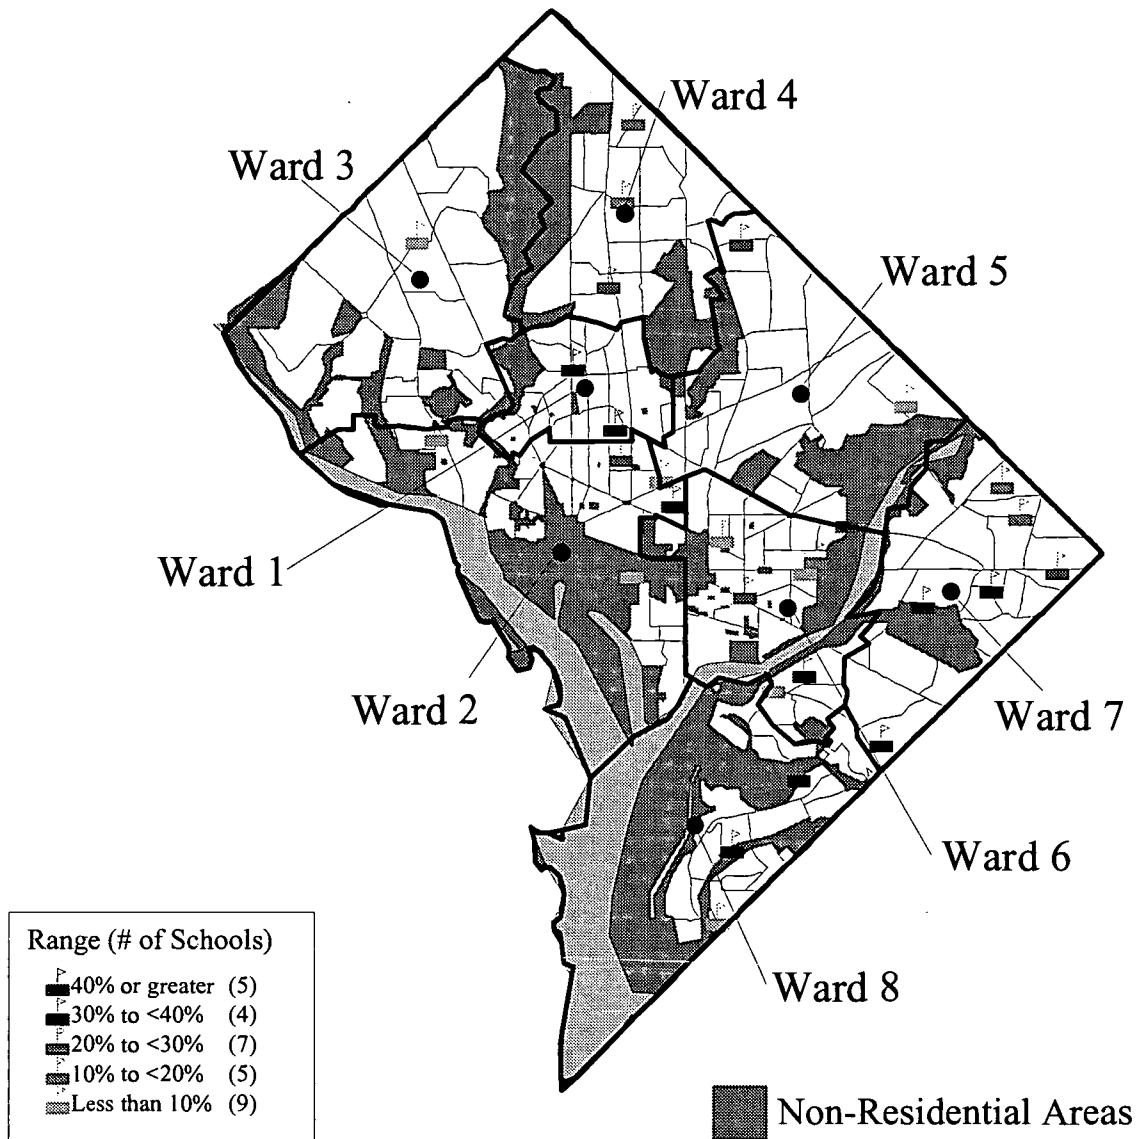 Ward 4
Ward 3
Ward 5
Ward 1
Ward 2
Ward 7
Ward 6
Ward 8
Range (# of Schools)
40% or greater (5)
30% to <40% (4)
20% to <30% (7)
10% to <20% (5)
Less than 10% (9)
Non-Residential Areas